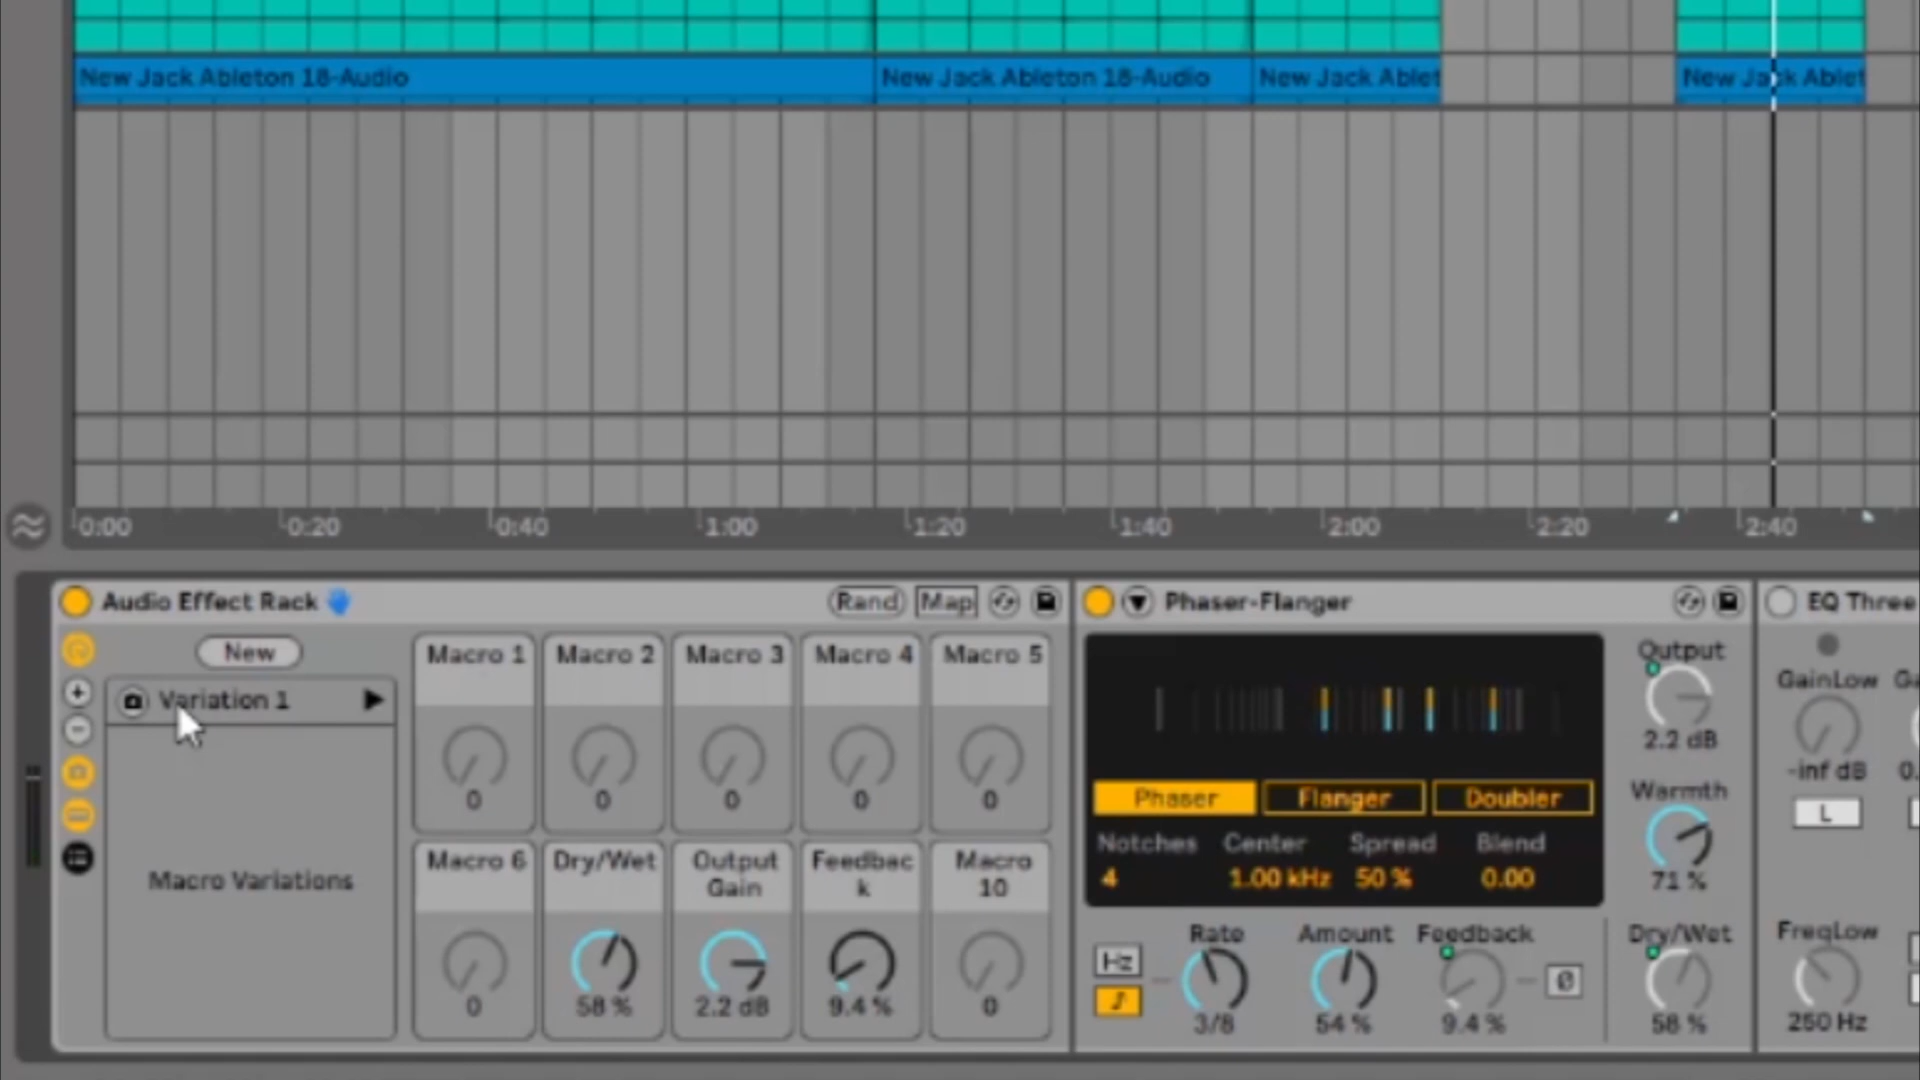 New Jack Ableton 18-Audio
New Jack Ableton 18-Audio
New Jack Ablet
New Jack Ablet
0:00
0:20
0:40
1:00
1:20
1:40
2:00
2:20
2:40
Audio Effect Rack
Rand
Map
New
Variation 1
Macro Variations
Macro 1
Macro 2
Macro 3
Macro 4
Macro 5
0
0
0
0
0
Macro 6
Dry/Wet
Output
Gain
Feedbac
k
Macro
10
0
58 %
2.2 dB
9.4 %
0
Phaser-Flanger
Phaser
Flanger
Doubler
Notches
Center
Spread
Blend
4
1.00 kHz
50 %
0.00
Hz
Rate
3/8
Amount
54 %
Feedback
9.4 %
Ø
Output
2.2 dB
Warmth
71 %
Dry/Wet
58 %
EQ Three
GainLow
Ga
-inf dB
0.
L
FreqLow
250 Hz